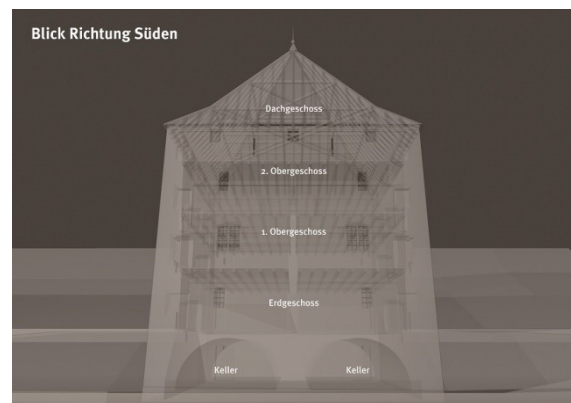 Blick Richtung Süden
Dachgeschoss
2. Obergeschoss
1. Obergeschoss
Erdgeschoss
Keller Keller